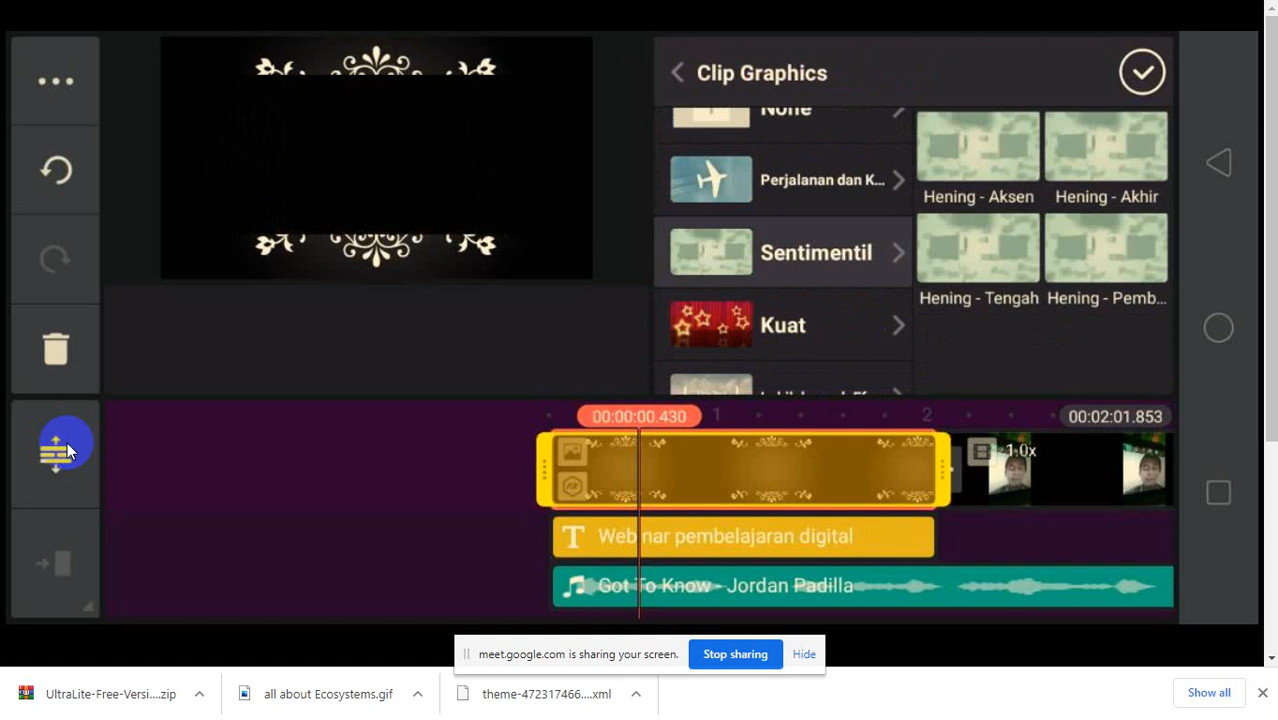 Clip Graphics
None
Perjalanan dan K...
Sentimentil
Kuat
Hening - Aksen
Hening - Akhir
Hening - Tengah
Hening - Pemb...
00:00:00.430
1
2
00:02:01.853
1.0x
Webinar pembelajaran digital
Got To Know - Jordan Padilla
meet.google.com is sharing your screen.
Stop sharing
Hide
UltraLite-Free-Versi....zip
all about Ecosystems.gif
theme-472317466....xml
Show all